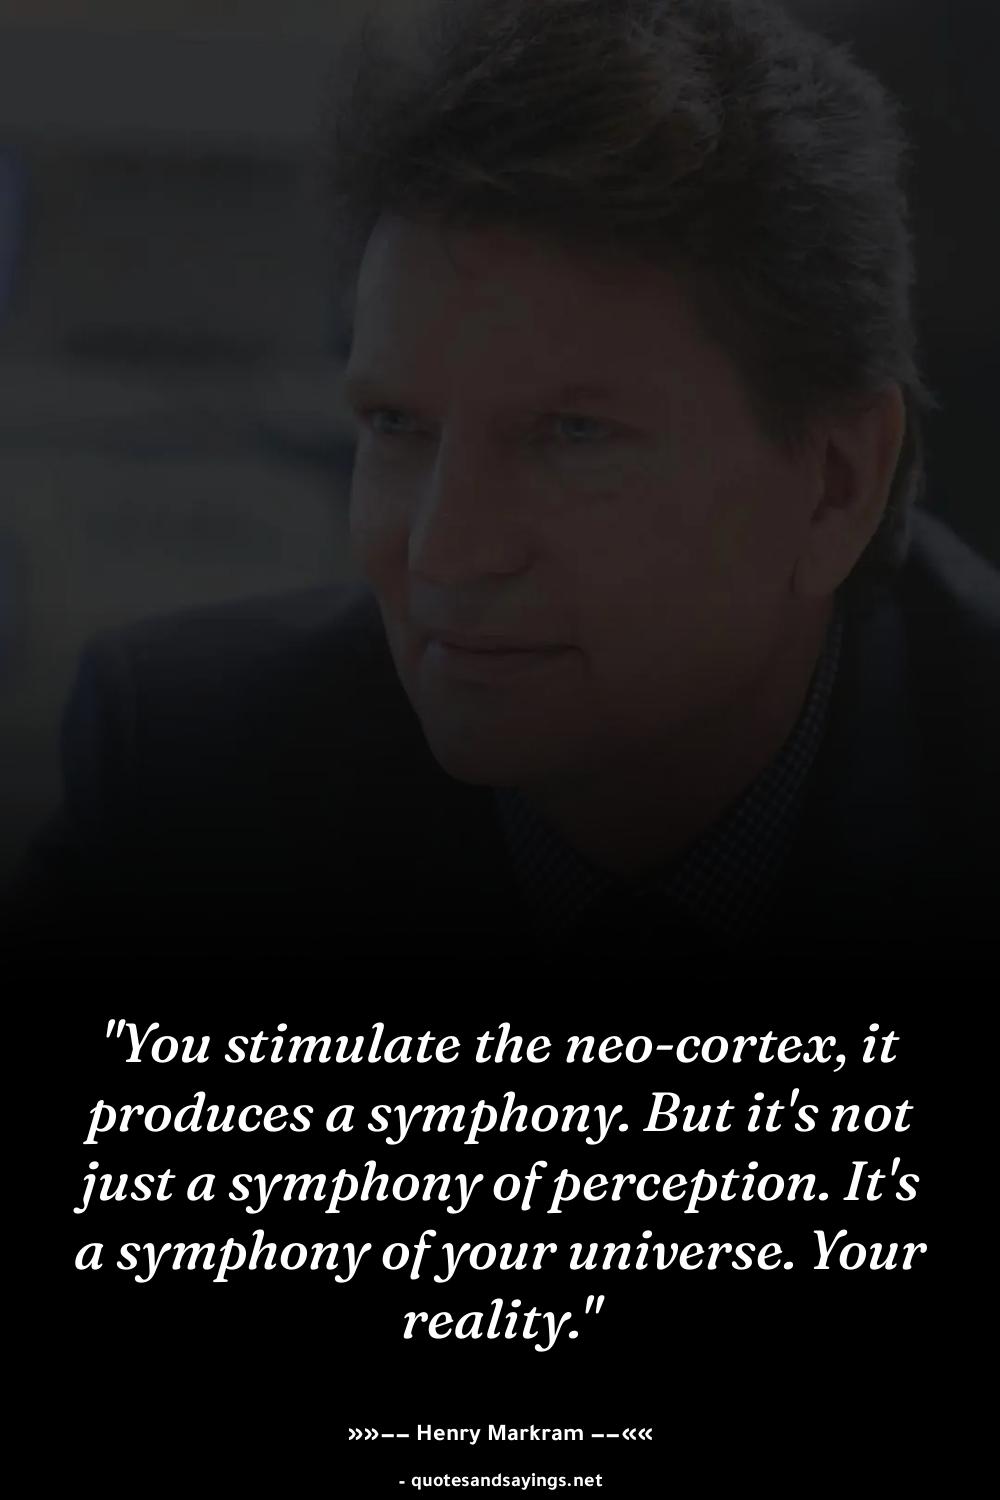 "You stimulate the neo-cortex, it
produces a symphony. But it's not
just a symphony of perception. It's
a symphony of your universe. Your
reality."
»»−− Henry Markram −−««
- quotesandsayings.net